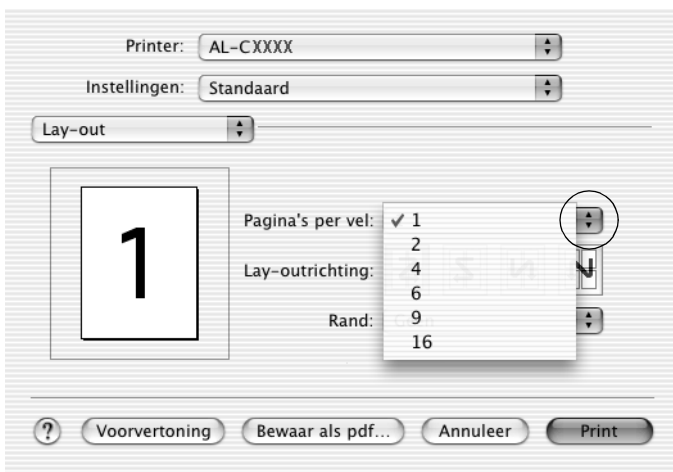 Printer: AL-CXXXX
Instellingen: Standaard
Lay-out
1
Pagina's per vel: ✓ 1
2
Lay-outrichting: 4
6
Rand: 9
16
? Voorvertoning Bewaar als pdf... Annuleer Print